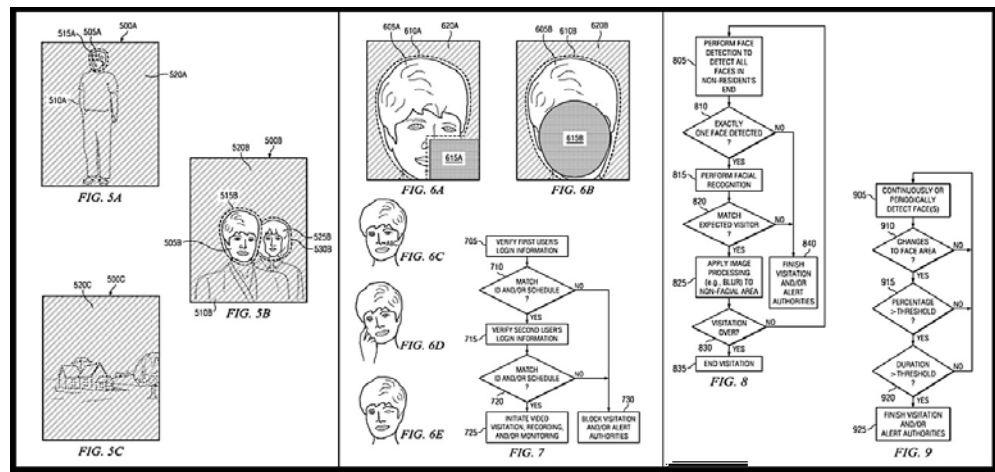 500A
515A 505A
520A
510A
FIG. 5A
520B 500B
515B
505B
525B
530B
510B
FIG. 5B
520C 500C
FIG. 5C
605A 610A 620A
615A
FIG. 6A
605B 610B 620B
615B
FIG. 6B
ABC
FIG. 6C
FIG. 6D
FIG. 6E
705
VERIFY FIRST USER'S
LOGIN INFORMATION
710
MATCH
ID AND/OR SCHEDULE
?
NO
YES
715
VERIFY SECOND USER'S
LOGIN INFORMATION
MATCH
ID AND/OR SCHEDULE
?
NO
720
YES
725
INITIATE VIDEO
VISITATION, RECORDING,
AND/OR MONITORING
730
BLOCK VISITATION
AND/OR ALERT
AUTHORITIES
FIG. 7
805
PERFORM FACE
DETECTION TO
DETECT ALL
FACES IN
NON-RESIDENT'S
END
810
EXACTLY
ONE FACE DETECTED
?
NO
YES
815
PERFORM FACIAL
RECOGNITION
820
MATCH
EXPECTED VISITOR
?
NO
YES
825
APPLY IMAGE
PROCESSING
(e.g., BLUR) TO
NON-FACIAL AREA
840
FINISH
VISITATION
AND/OR
ALERT
AUTHORITIES
VISITATION
OVER?
NO
830
YES
835
END VISITATION
FIG. 8
905
CONTINUOUSLY OR
PERIODICALLY
DETECT FACE(S)
910
CHANGES
TO FACE AREA
?
NO
YES
915
PERCENTAGE
> THRESHOLD
?
NO
YES
DURATION
> THRESHOLD
?
NO
920
YES
925
FINISH VISITATION
AND/OR
ALERT AUTHORITIES
FIG. 9